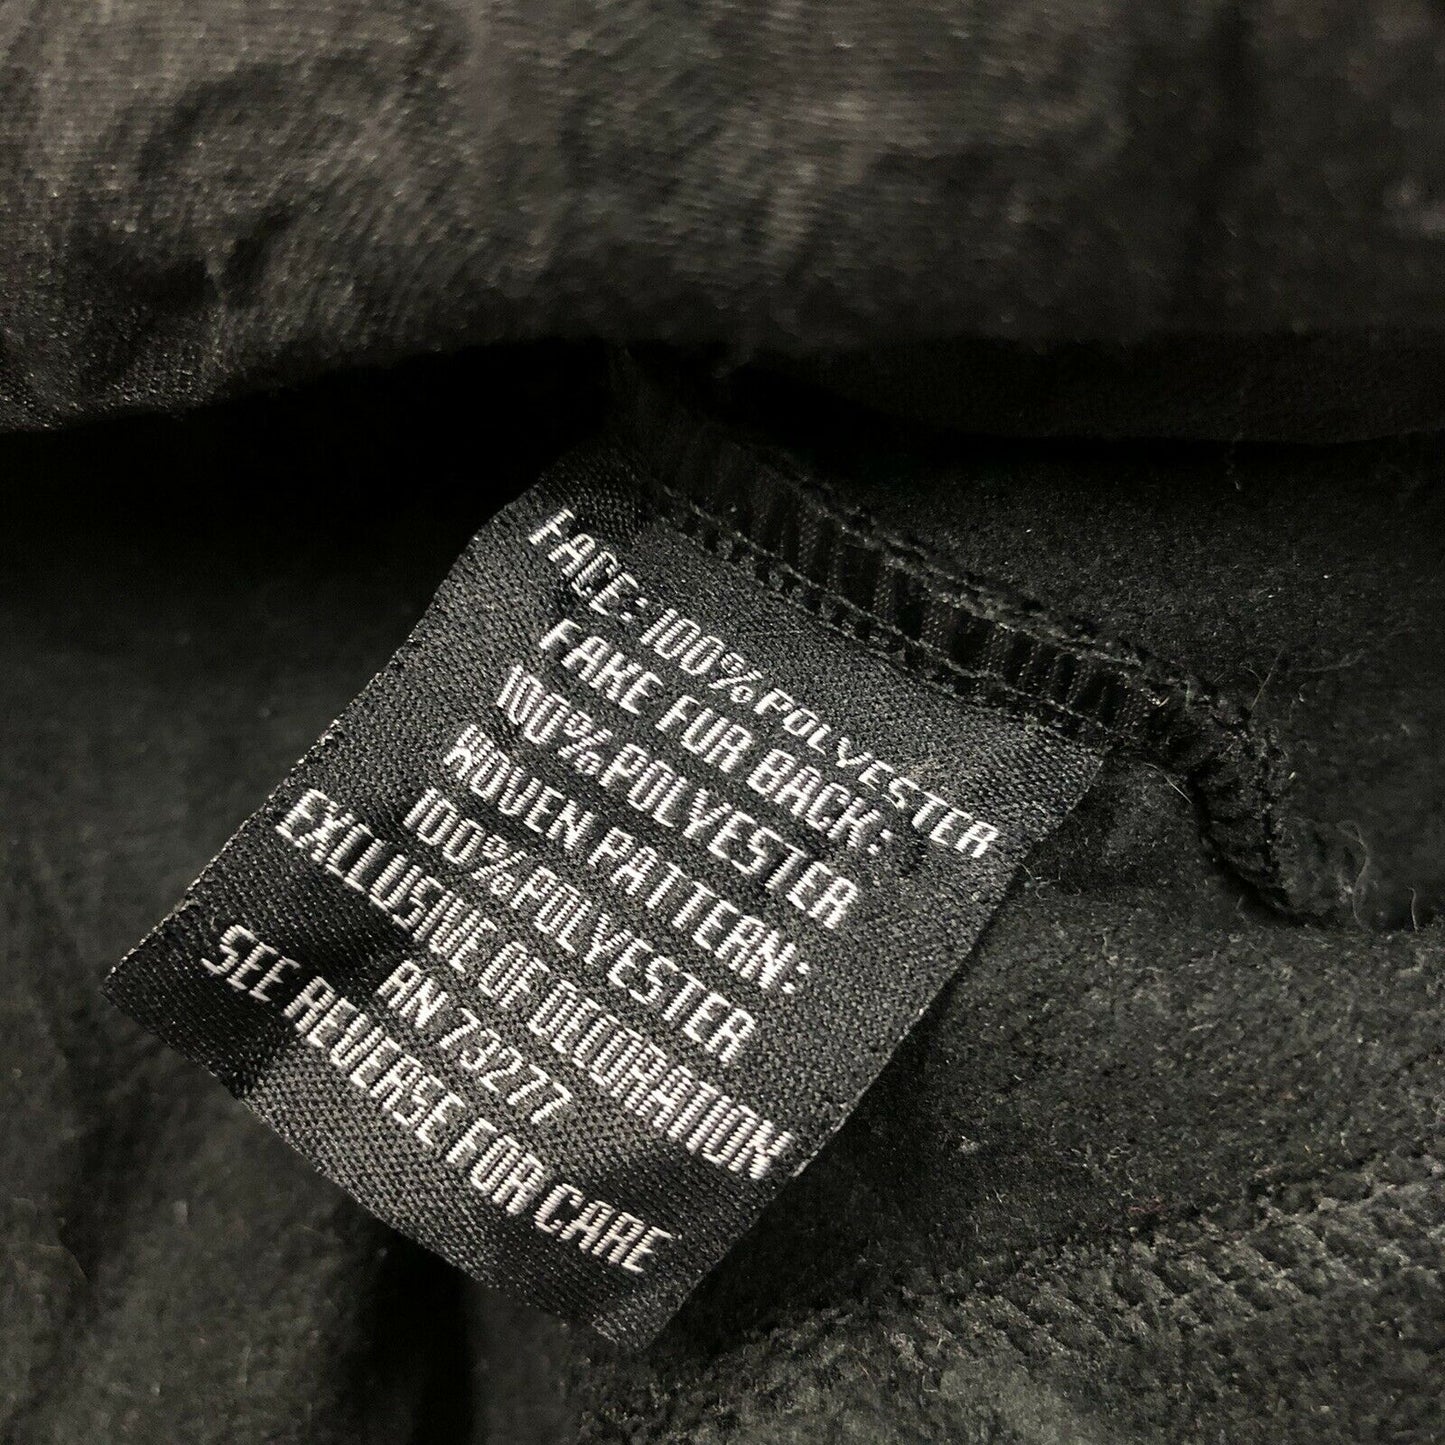 FACE: 100% POLYESTER
FAKE FUR BACK:
100% POLYESTER
WOVEN PATTERN:
100% POLYESTER
EXCLUSIVE OF DECORATION
RN 73277
SEE REVERSE FOR CARE